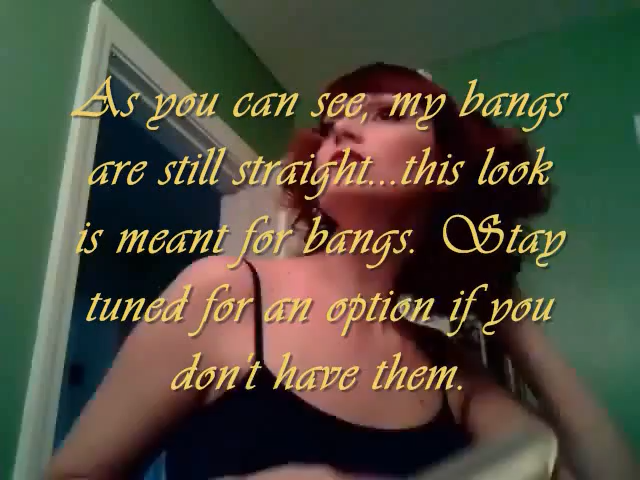 As you can see, my bangs
are still straight...this look
is meant for bangs. Stay
tuned for an option if you
don't have them.